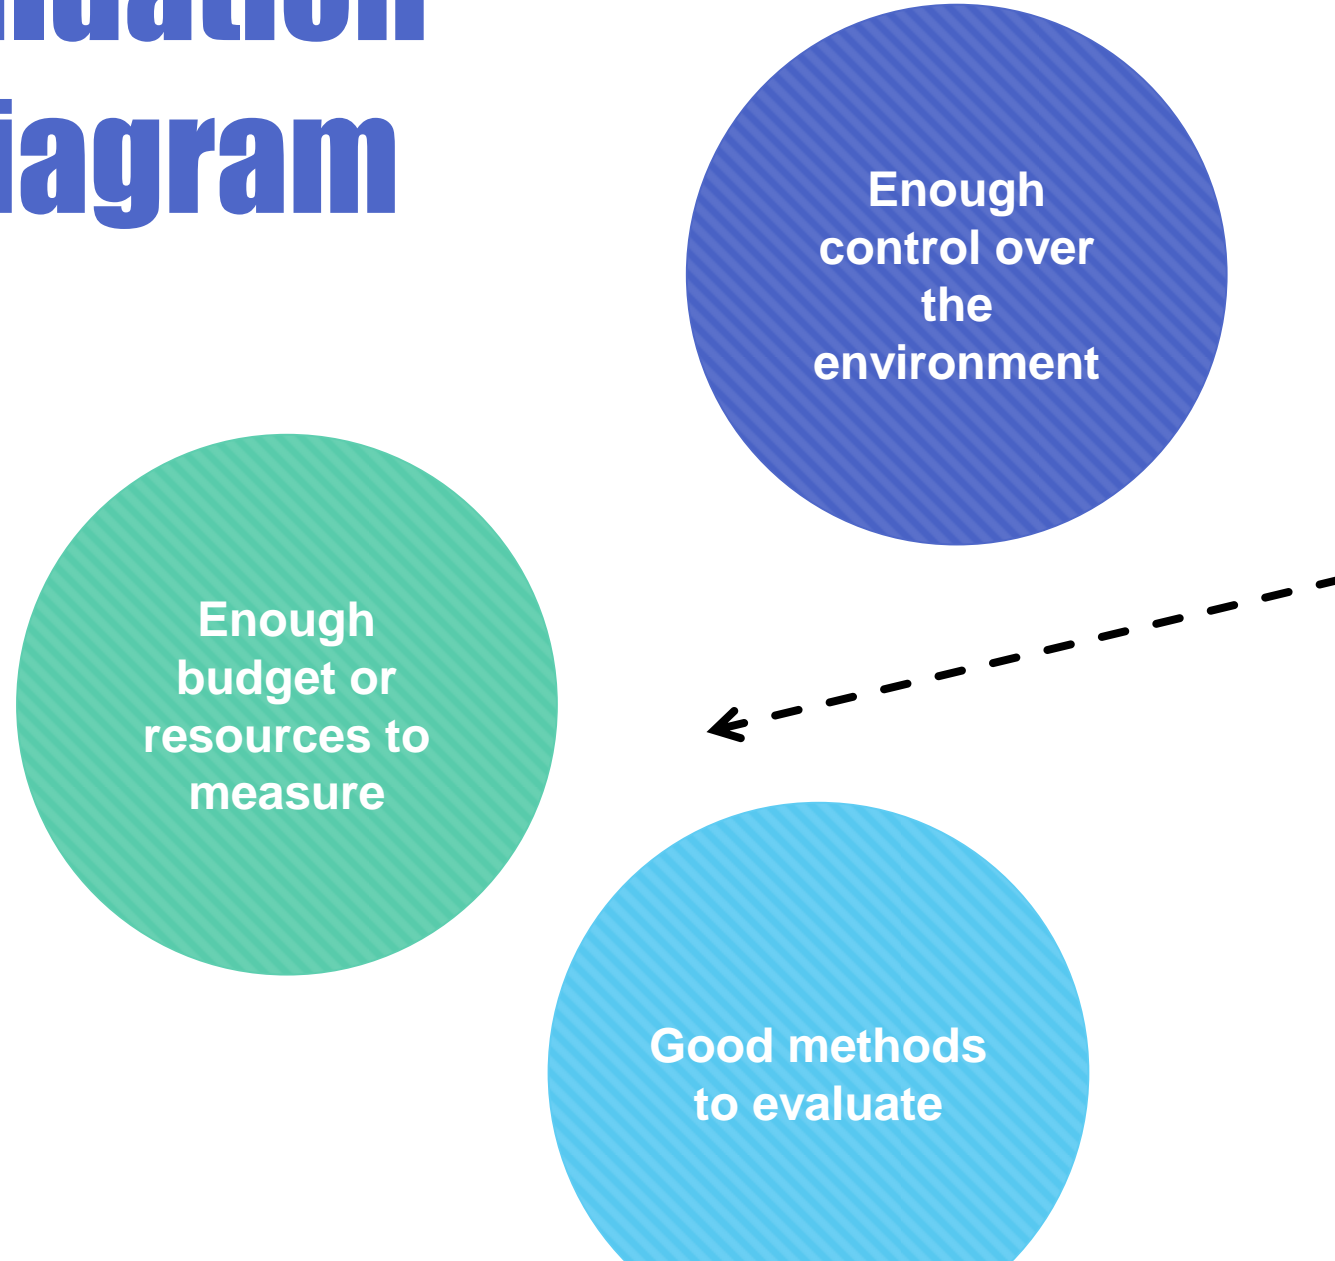 iagram
Enough
control over
the
environment
Enough
budget or
resources to
measure
Good methods
to evaluate